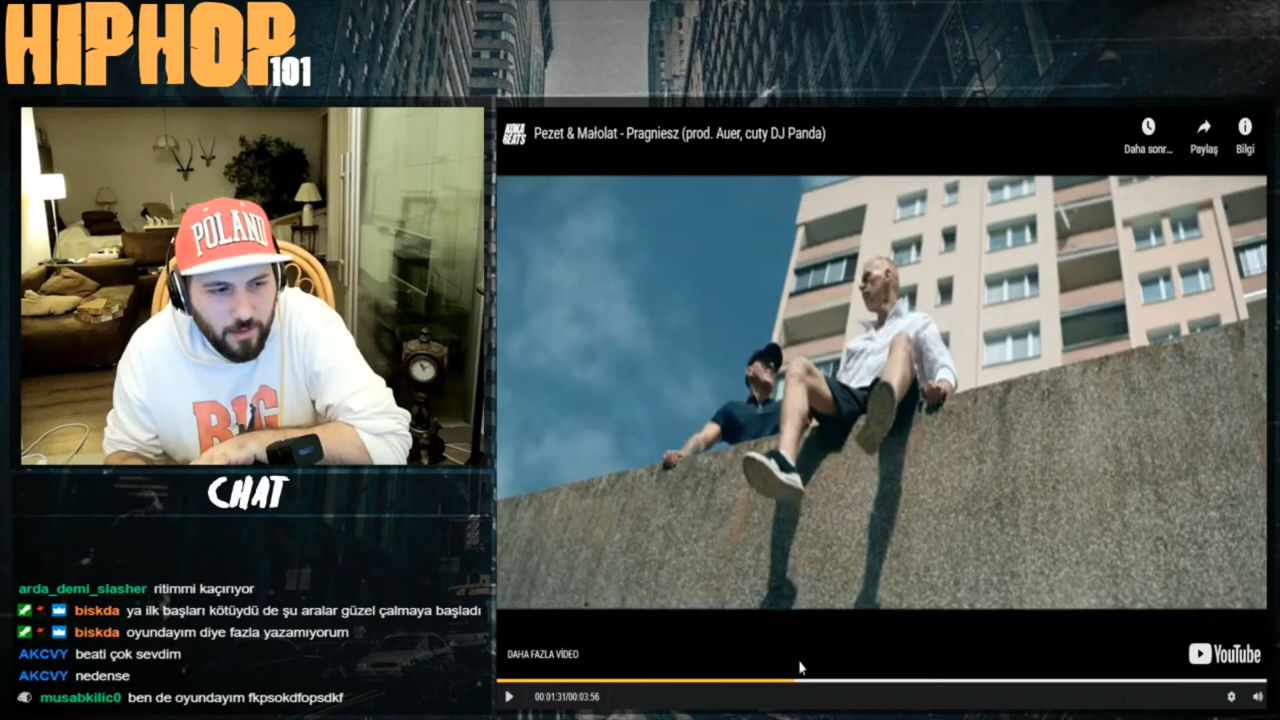 HIPHOP
101
KOKA
BEATS
Pezet & Małolat - Pragniesz (prod. Auer, cuty DJ Panda)
Daha sonr...
Paylaş
Bilgi
POLAND
BIG
CHAT
arda_demi_slasher ritimmi kaçırıyor
biskda ya ilk başları kötüydü de şu aralar güzel çalmaya başladı
biskda oyundayım diye fazla yazamıyorum
AKCVY beati çok sevdim
AKCVY nedense
musabkilic0 ben de oyundayım fkpsokdfopsdkf
DAHA FAZLA VİDEO
YouTube
00:01:31/00:03:56